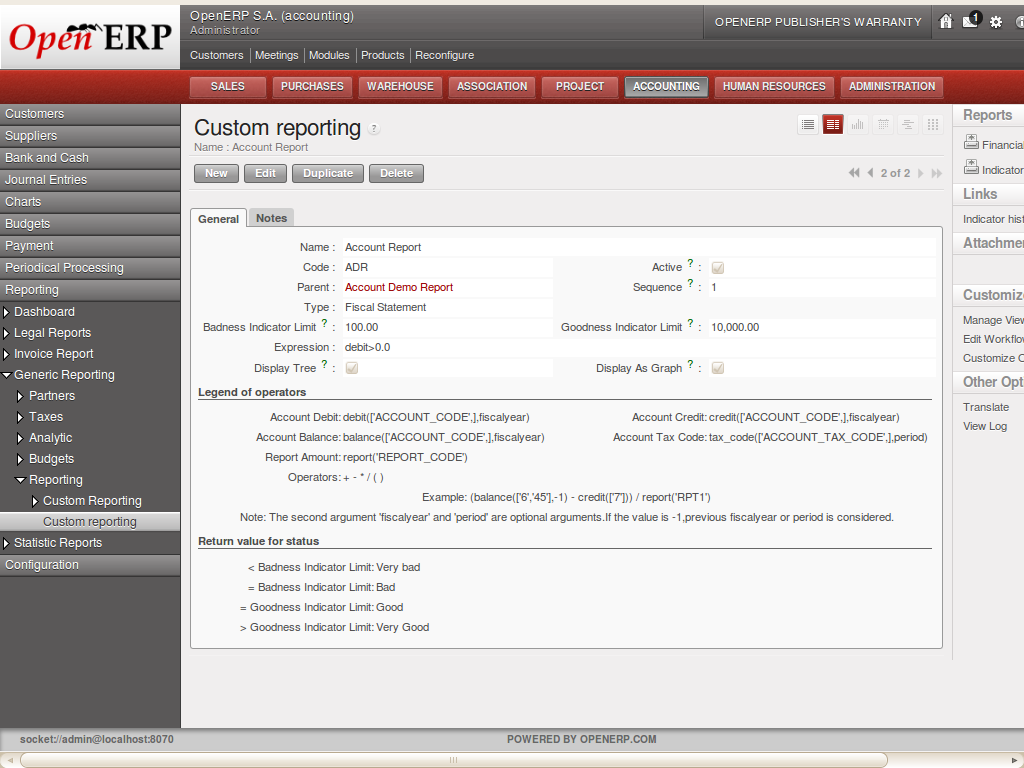 Open ERP
OpenERP S.A. (accounting)
Administrator
OPENERP PUBLISHER'S WARRANTY
1
Customers Meetings Modules Products Reconfigure
SALES PURCHASES WAREHOUSE ASSOCIATION PROJECT ACCOUNTING HUMAN RESOURCES ADMINISTRATION
Customers
Suppliers
Bank and Cash
Journal Entries
Charts
Budgets
Payment
Periodical Processing
Reporting
Dashboard
Legal Reports
Invoice Report
Generic Reporting
Partners
Taxes
Analytic
Budgets
Reporting
Custom Reporting
Custom reporting
Statistic Reports
Configuration
Custom reporting ?
Name : Account Report
New Edit Duplicate Delete
2 of 2
General Notes
Name : Account Report
Code : ADR Active ? :
Parent : Account Demo Report Sequence ? : 1
Type : Fiscal Statement
Badness Indicator Limit ? : 100.00 Goodness Indicator Limit ? : 10,000.00
Expression : debit>0.0
Display Tree ? : Display As Graph ? :
Legend of operators
Account Debit: debit(['ACCOUNT_CODE',],fiscalyear) Account Credit: credit(['ACCOUNT_CODE',],fiscalyear)
Account Balance: balance(['ACCOUNT_CODE',],fiscalyear) Account Tax Code: tax_code(['ACCOUNT_TAX_CODE',],period)
Report Amount: report('REPORT_CODE')
Operators: + - * / ( )
Example: (balance(['6','45'],-1) - credit(['7'])) / report('RPT1')
Note: The second argument 'fiscalyear' and 'period' are optional arguments.If the value is -1,previous fiscalyear or period is considered.
Return value for status
< Badness Indicator Limit: Very bad
= Badness Indicator Limit: Bad
= Goodness Indicator Limit: Good
> Goodness Indicator Limit: Very Good
Reports
Financial
Indicator
Links
Indicator hist
Attachmen
Customize
Manage View
Edit Workflow
Customize O
Other Opt
Translate
View Log
socket://admin@localhost:8070
POWERED BY OPENERP.COM